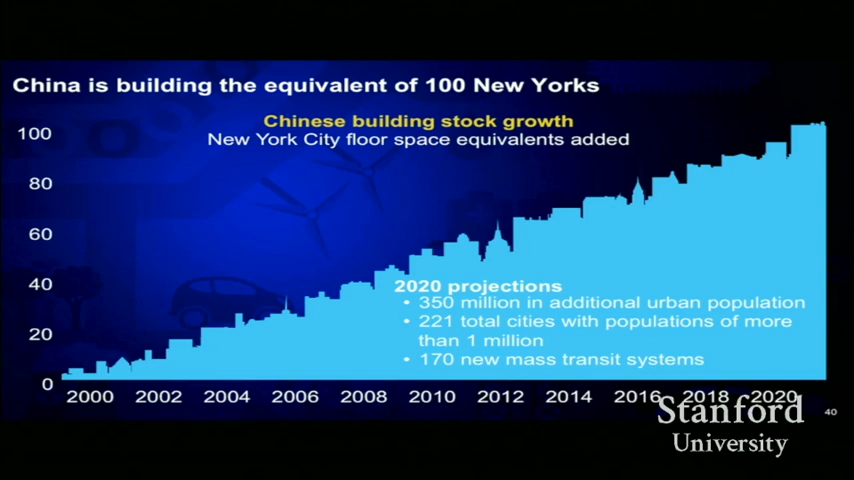 China is building the equivalent of 100 New Yorks
Chinese building stock growth
New York City floor space equivalents added
100
80
60
40
20
0
2020 projections
• 350 million in additional urban population
• 221 total cities with populations of more
than 1 million
• 170 new mass transit systems
2000 2002 2004 2006 2008 2010 2012 2014 2016 2018 2020
40
Stanford
University